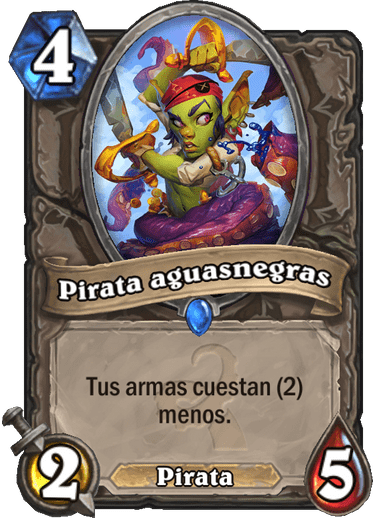 4
Pirata aguasnegras
Tus armas cuestan (2)
menos.
2
Pirata
5